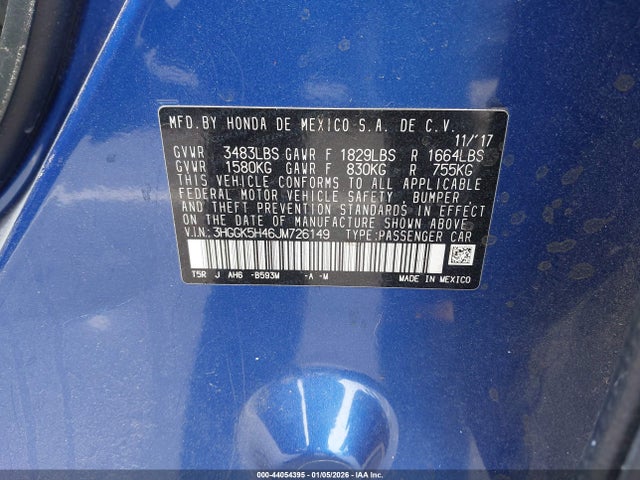 MFD.BY HONDA DE MEXICO S.A. DE C.V.
11/'17
GVWR 3483LBS GAWR F 1829LBS R 1664LBS
GVWR 1580KG GAWR F 830KG R 755KG
THIS VEHICLE CONFORMS TO ALL APPLICABLE
FEDERAL MOTOR VEHICLE SAFETY, BUMPER,
AND THEFT PREVENTION STANDARDS IN EFFECT
ON THE DATE OF MANUFACTURE SHOWN ABOVE.
V.I.N.: 3HGGK5H46JM726149 TYPE:PASSENGER CAR
T5R J AH6 -B593M -A -M MADE IN MEXICO
000-44054395 - 01/05/2026 - IAA Inc.